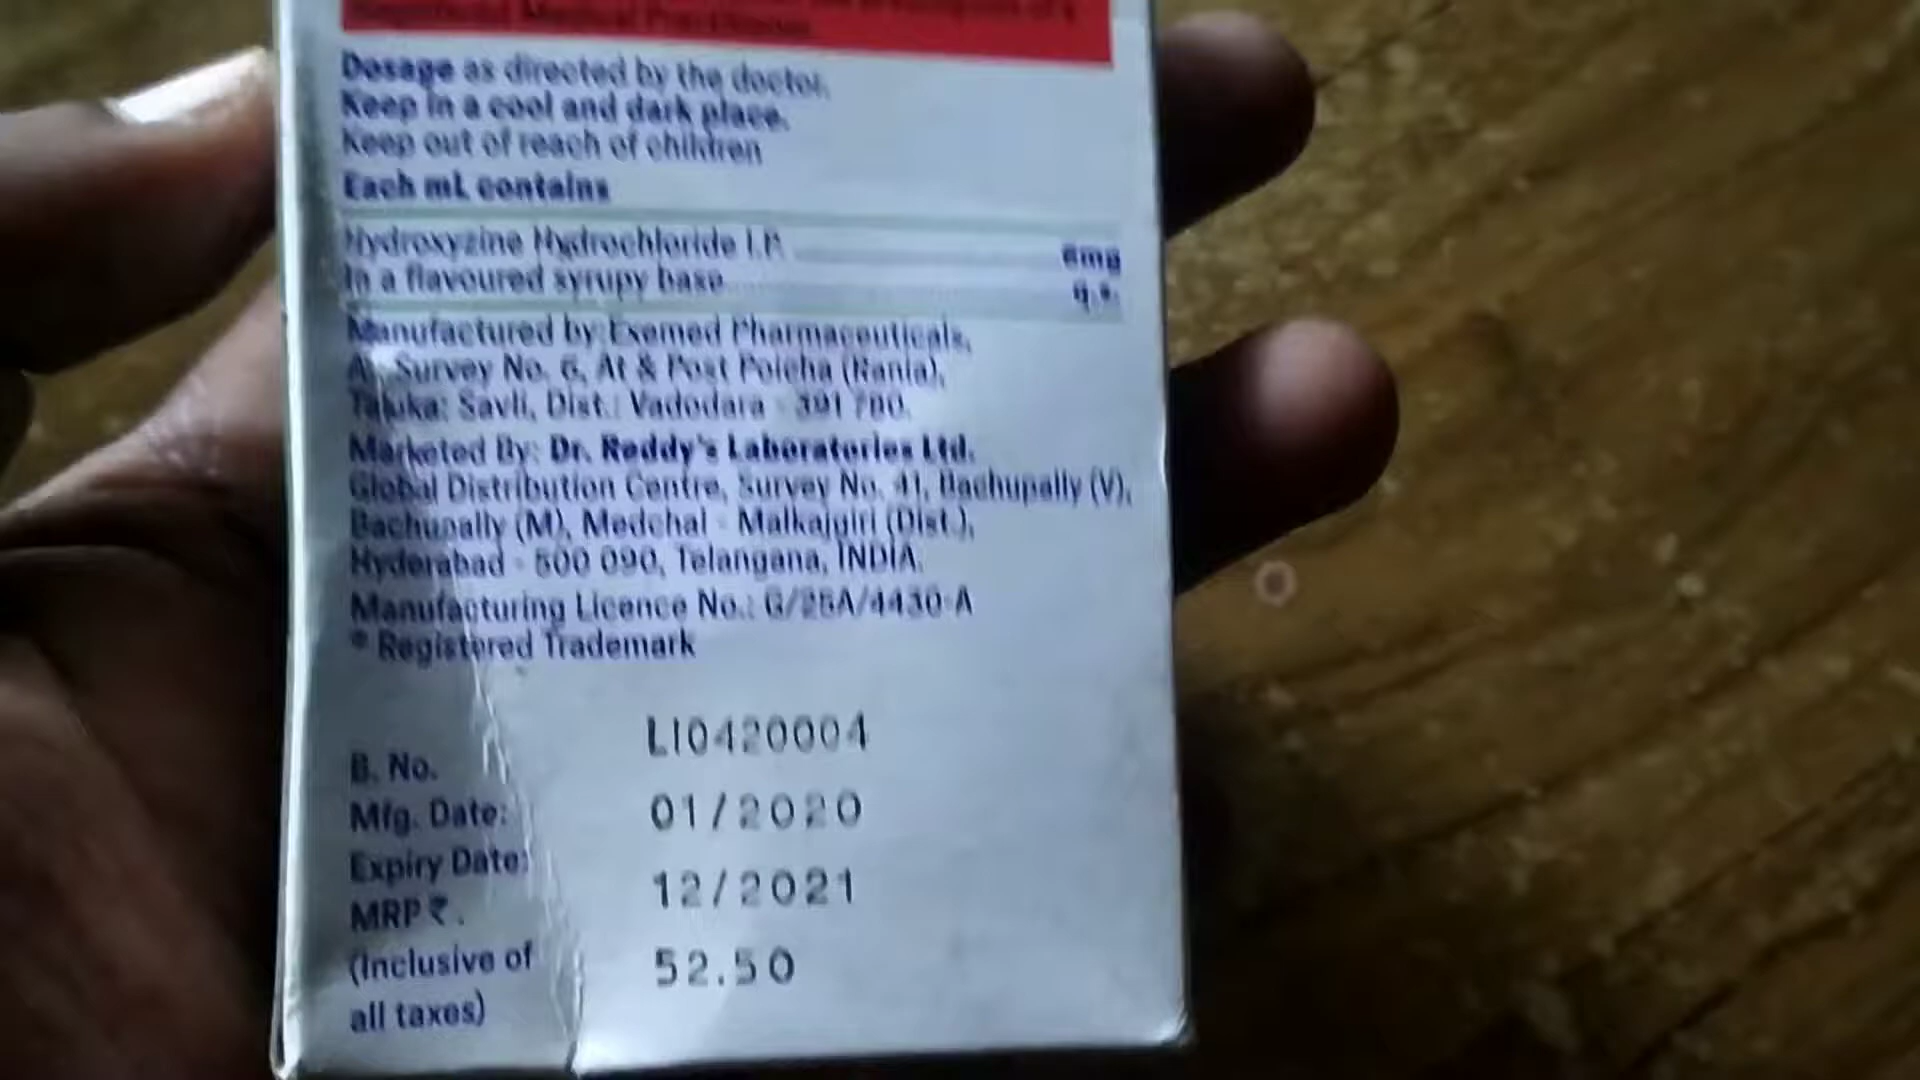 Registered Medical Practitioner.
Dosage as directed by the doctor.
Keep in a cool and dark place.
Keep out of reach of children
Each mL contains
Hydroxyzine Hydrochloride I.P. 6mg
In a flavoured syrupy base q.s.
Manufactured by: Exemed Pharmaceuticals,
At Survey No. 6, At & Post Poicha (Rania),
Taluka: Savli, Dist.: Vadodara - 391 780.
Marketed By: Dr. Reddy's Laboratories Ltd.
Global Distribution Centre, Survey No. 41, Bachupally (V),
Bachupally (M), Medchal - Malkajgiri (Dist.),
Hyderabad - 500 090, Telangana, INDIA.
Manufacturing Licence No.: G/25A/4430-A
* Registered Trademark
B. No. LI0420004
Mfg. Date: 01/2020
Expiry Date: 12/2021
MRP ₹. 52.50
(Inclusive of
all taxes)